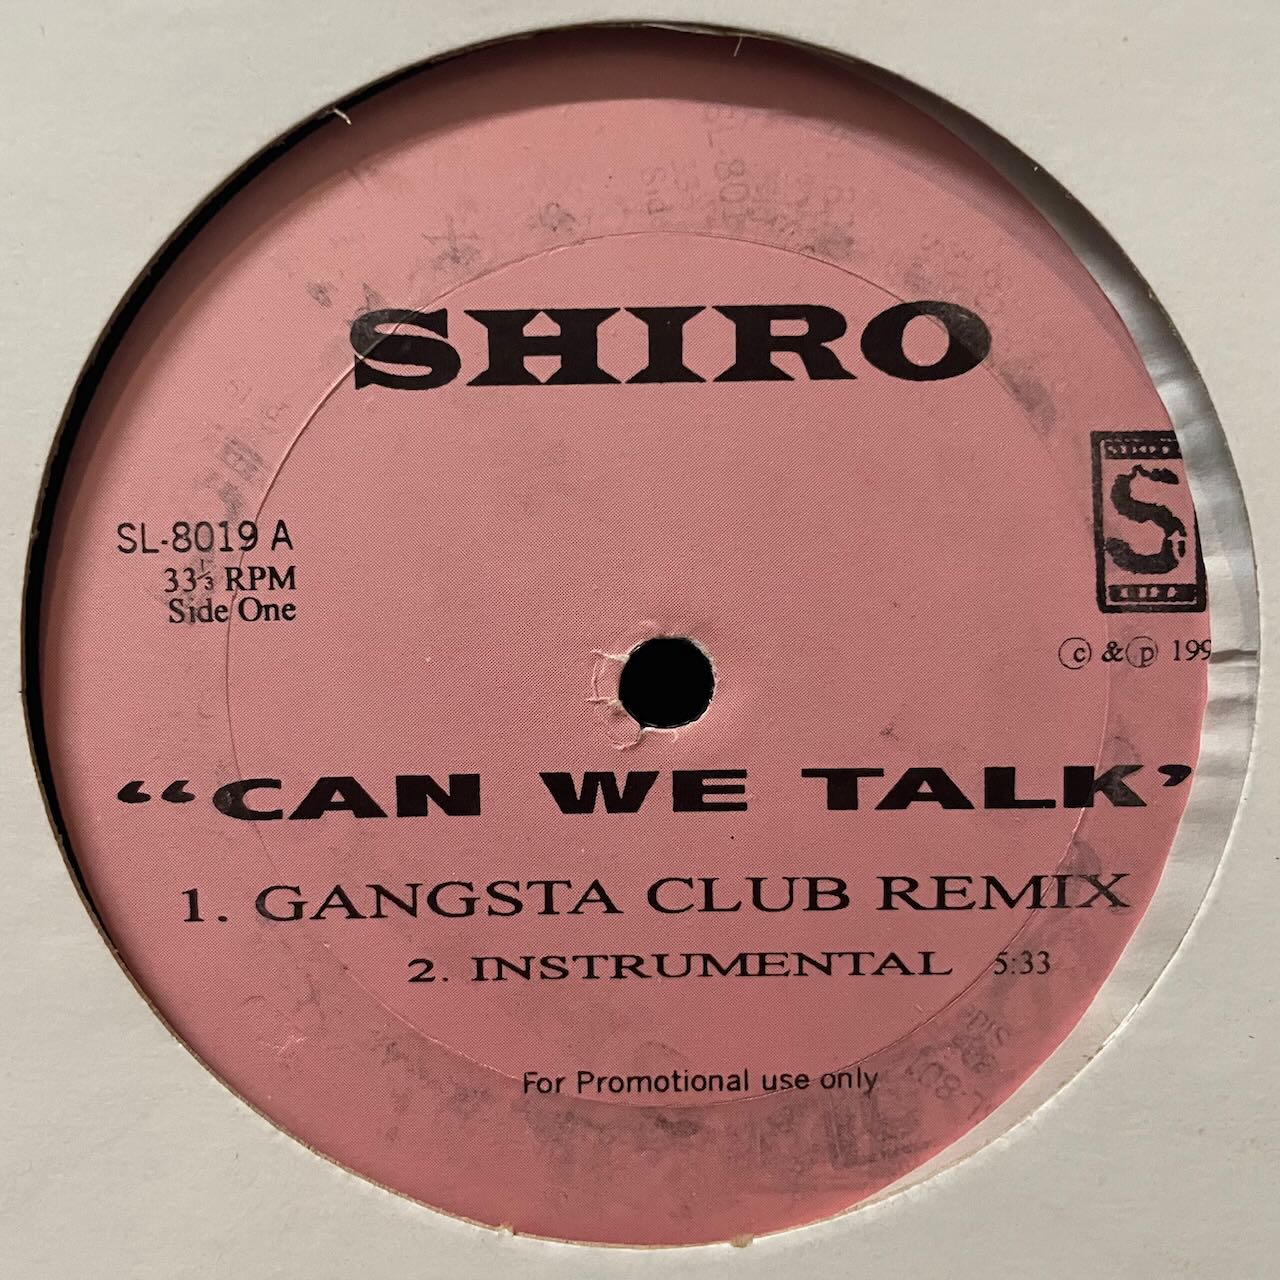 SHIRO
S
SL-8019 A
33⅓ RPM
Side One
ⓒ & ⓟ 199
“CAN WE TALK’
1. GANGSTA CLUB REMIX
2. INSTRUMENTAL 5:33
For Promotional use only